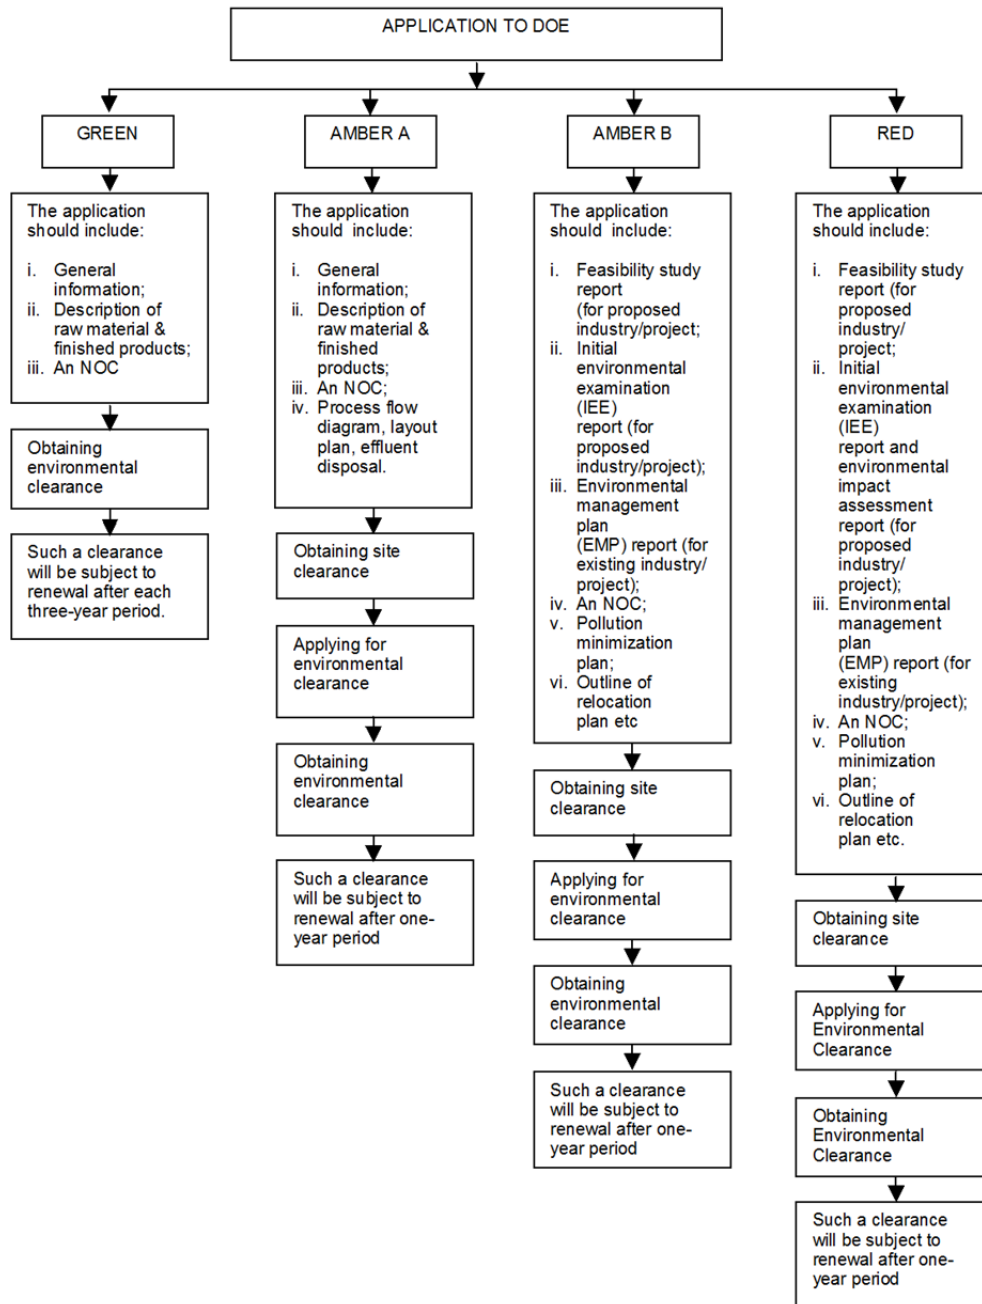 APPLICATION TO DOE
GREEN
The application
should include:
i. General
information;
ii. Description of
raw material &
finished products;
iii. An NOC
Obtaining
environmental
clearance
Such a clearance
will be subject to
renewal after each
three-year period.
AMBER A
The application
should include:
i. General
information;
ii. Description of
raw material &
finished
products;
iii. An NOC;
iv. Process flow
diagram, layout
plan, effluent
disposal.
Obtaining site
clearance
Applying for
environmental
clearance
Obtaining
environmental
clearance
Such a clearance
will be subject to
renewal after one-
year period
AMBER B
The application
should include:
i. Feasibility study
report
(for proposed
industry/project;
ii. Initial
environmental
examination
(IEE)
report (for
proposed
industry/project);
iii. Environmental
management
plan
(EMP) report (for
existing industry/
project);
iv. An NOC;
v. Pollution
minimization
plan;
vi. Outline of
relocation
plan etc
Obtaining site
clearance
Applying for
environmental
clearance
Obtaining
environmental
clearance
Such a clearance
will be subject to
renewal after one-
year period
RED
The application
should include:
i. Feasibility study
report (for
proposed
industry/
project;
ii. Initial
environmental
examination
(IEE)
report and
environmental
impact
assessment
report (for
proposed
industry/
project);
iii. Environmental
management
plan
(EMP) report (for
existing
industry/project);
iv. An NOC;
v. Pollution
minimization
plan;
vi. Outline of
relocation
plan etc.
Obtaining site
clearance
Applying for
Environmental
Clearance
Obtaining
Environmental
Clearance
Such a clearance
will be subject to
renewal after one-
year period